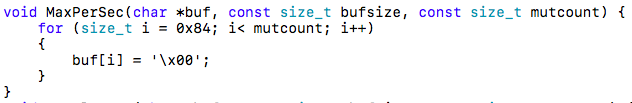 void MaxPerSec(char *buf, const size_t bufsize, const size_t mutcount) {
    for (size_t i = 0x84; i< mutcount; i++)
    {
        buf[i] = '\x00';
    }
}